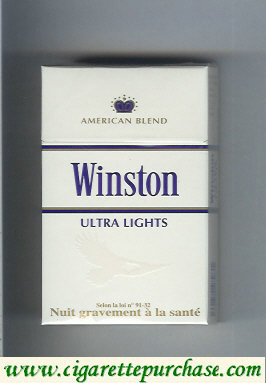 AMERICAN BLEND
Winston
ULTRA LIGHTS
Selon la loi n° 91-32
Nuit gravement à la santé
www.cigarettepurchase.com